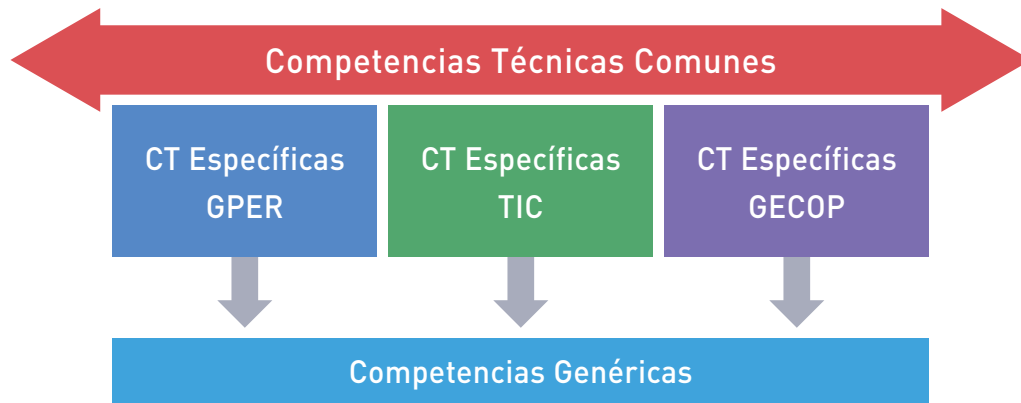 Competencias Técnicas Comunes
CT Específicas
GPER
CT Específicas
TIC
CT Específicas
GECOP
Competencias Genéricas